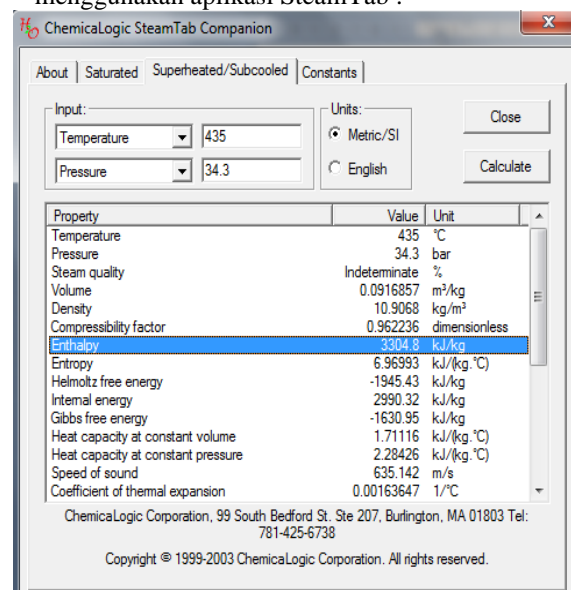 menggunakan aplikasi SteamTab :
ChemicaLogic SteamTab Companion
About Saturated Superheated/Subcooled Constants
Input: Units:
Temperature 435 Metric/SI Close
Pressure 34.3 English Calculate
Property Value Unit
Temperature 435 °C
Pressure 34.3 bar
Steam quality Indeterminate %
Volume 0.0916857 m³/kg
Density 10.9068 kg/m³
Compressibility factor 0.962236 dimensionless
Enthalpy 3304.8 kJ/kg
Entropy 6.96993 kJ/(kg.°C)
Helmoltz free energy -1945.43 kJ/kg
Internal energy 2990.32 kJ/kg
Gibbs free energy -1630.95 kJ/kg
Heat capacity at constant volume 1.71116 kJ/(kg.°C)
Heat capacity at constant pressure 2.28426 kJ/(kg.°C)
Speed of sound 635.142 m/s
Coefficient of thermal expansion 0.00163647 1/°C
ChemicaLogic Corporation, 99 South Bedford St. Ste 207, Burlington, MA 01803 Tel:
781-425-6738
Copyright © 1999-2003 ChemicaLogic Corporation. All rights reserved.